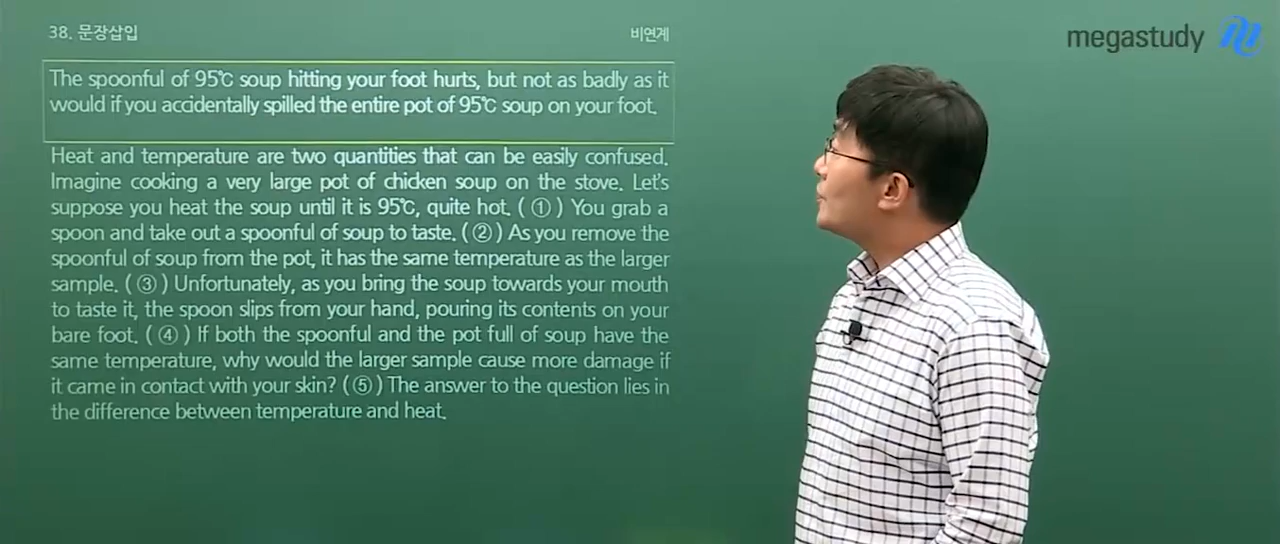 38. 문장삽입
비연계
megastudy
The spoonful of 95℃ soup hitting your foot hurts, but not as badly as it
would if you accidentally spilled the entire pot of 95℃ soup on your foot.
Heat and temperature are two quantities that can be easily confused.
Imagine cooking a very large pot of chicken soup on the stove. Let's
suppose you heat the soup until it is 95℃, quite hot. ( ① ) You grab a
spoon and take out a spoonful of soup to taste. ( ② ) As you remove the
spoonful of soup from the pot, it has the same temperature as the larger
sample. ( ③ ) Unfortunately, as you bring the soup towards your mouth
to taste it, the spoon slips from your hand, pouring its contents on your
bare foot. ( ④ ) If both the spoonful and the pot full of soup have the
same temperature, why would the larger sample cause more damage if
it came in contact with your skin? ( ⑤ ) The answer to the question lies in
the difference between temperature and heat.